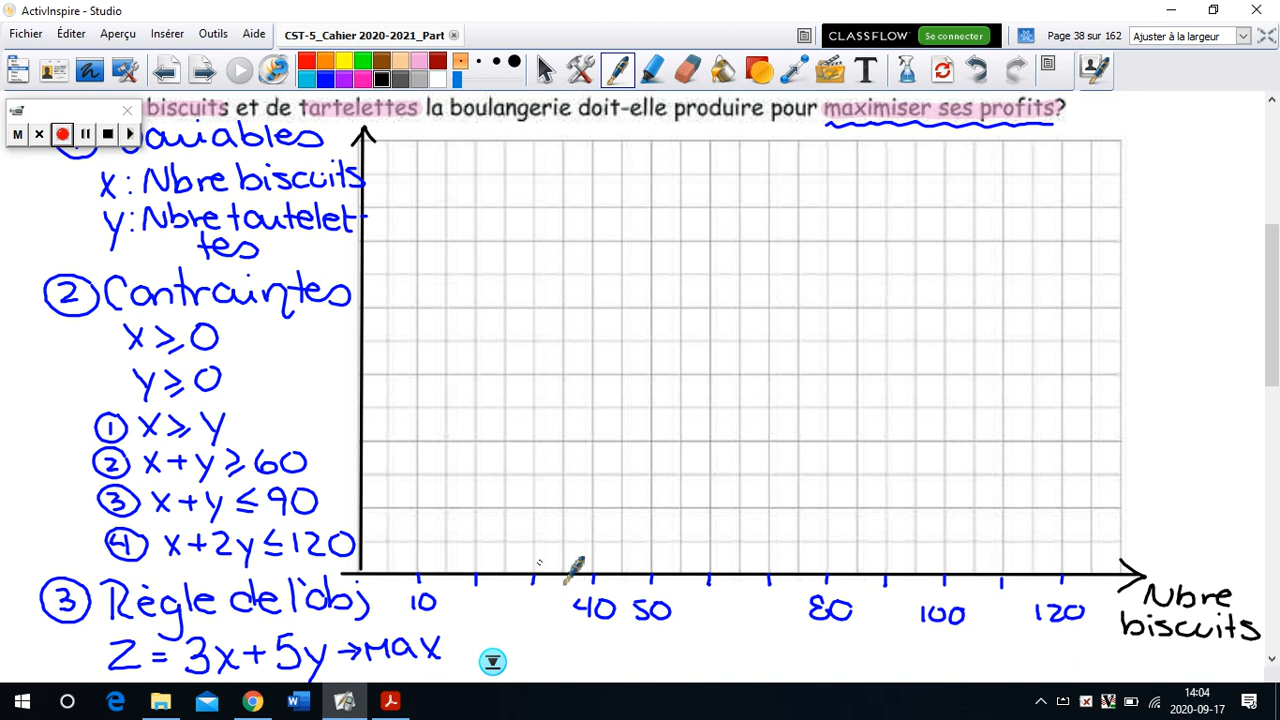 ActivInspire - Studio
Fichier Éditer Aperçu Insérer Outils Aide CST-5_Cahier 2020-2021_Part CLASSFLOW Se connecter Page 38 sur 162 Ajuster à la largeur
biscuits et de tartelettes la boulangerie doit-elle produire pour maximiser ses profits?
M
Variables
x : Nbre biscuits
y : Nbre tartelet-
tes
② Contraintes
x ≥ 0
y ≥ 0
① x ≥ y
② x + y ≥ 60
③ x + y ≤ 90
④ x + 2y ≤ 120
③ Règle de l'obj
Z = 3x + 5y → max
10 40 50 80 100 120
Nbre
biscuits
14:04
2020-09-17